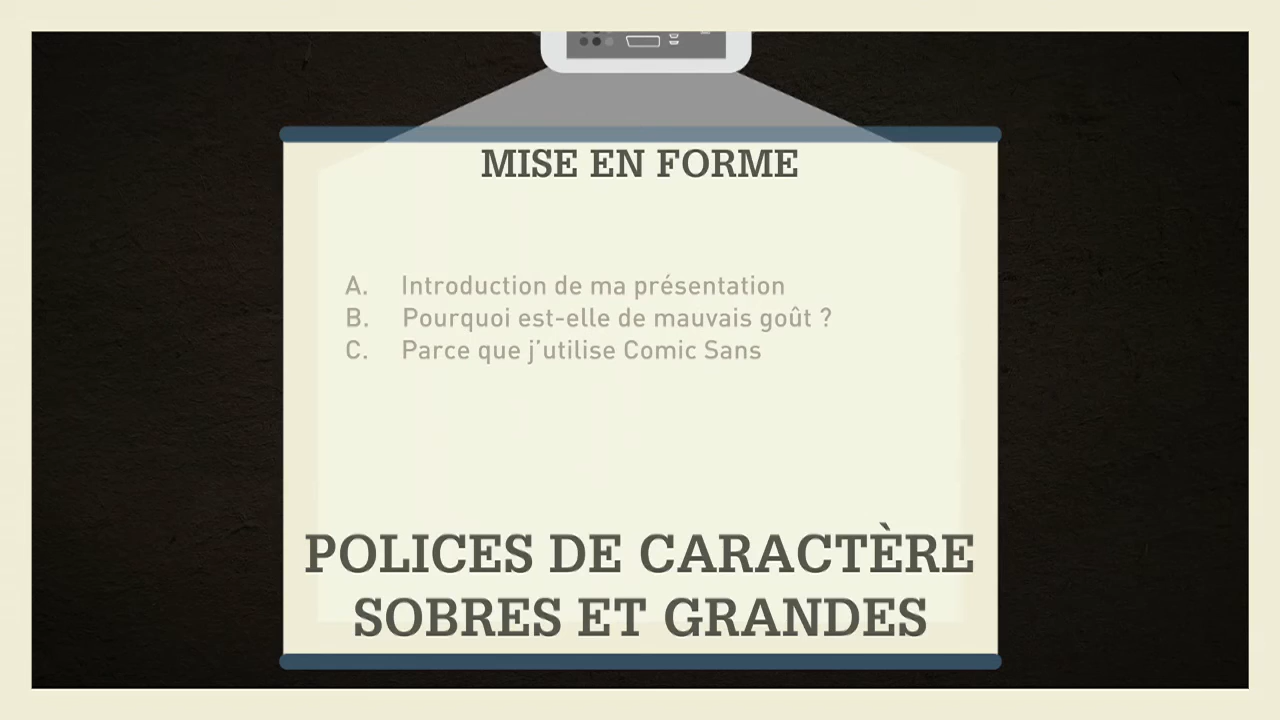 MISE EN FORME
A. Introduction de ma présentation
B. Pourquoi est-elle de mauvais goût ?
C. Parce que j’utilise Comic Sans
POLICES DE CARACTÈRE
SOBRES ET GRANDES